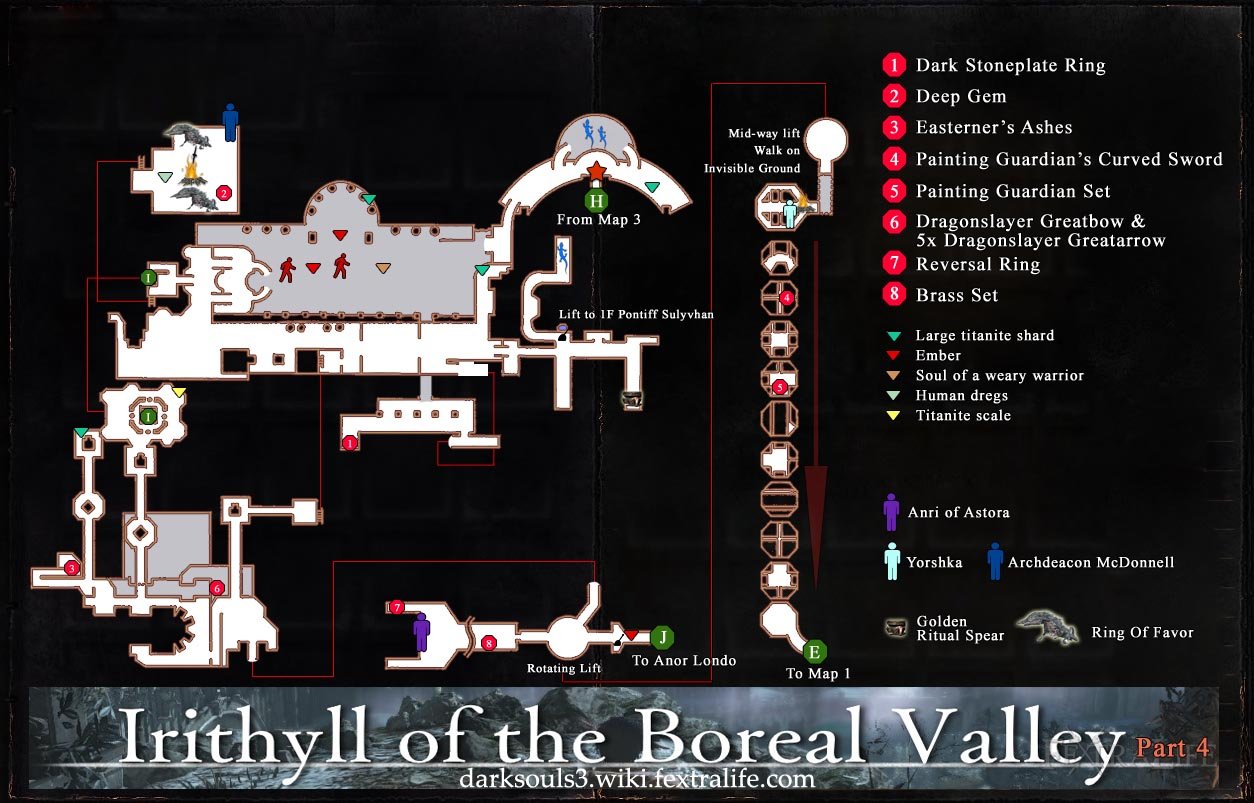 1 Dark Stoneplate Ring
2 Deep Gem
3 Easterner's Ashes
4 Painting Guardian's Curved Sword
5 Painting Guardian Set
6 Dragonslayer Greatbow &
5x Dragonslayer Greatarrow
7 Reversal Ring
8 Brass Set
Large titanite shard
Ember
Soul of a weary warrior
Human dregs
Titanite scale
Anri of Astora
Yorshka
Archdeacon McDonnell
Golden
Ritual Spear
Ring Of Favor
2
H
From Map 3
Mid-way lift
Walk on
Invisible Ground
I
Lift to 1F Pontiff Sulyvhan
4
5
I
1
3
6
7
8
Rotating Lift
J
To Anor Londo
E
To Map 1
Irithyll of the Boreal Valley
Part 4
darksouls3.wiki.fextralife.com